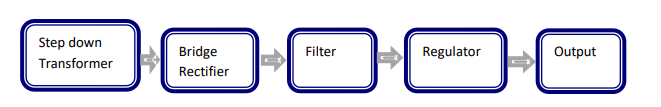 Step down
Transformer
Bridge
Rectifier
Filter
Regulator
Output